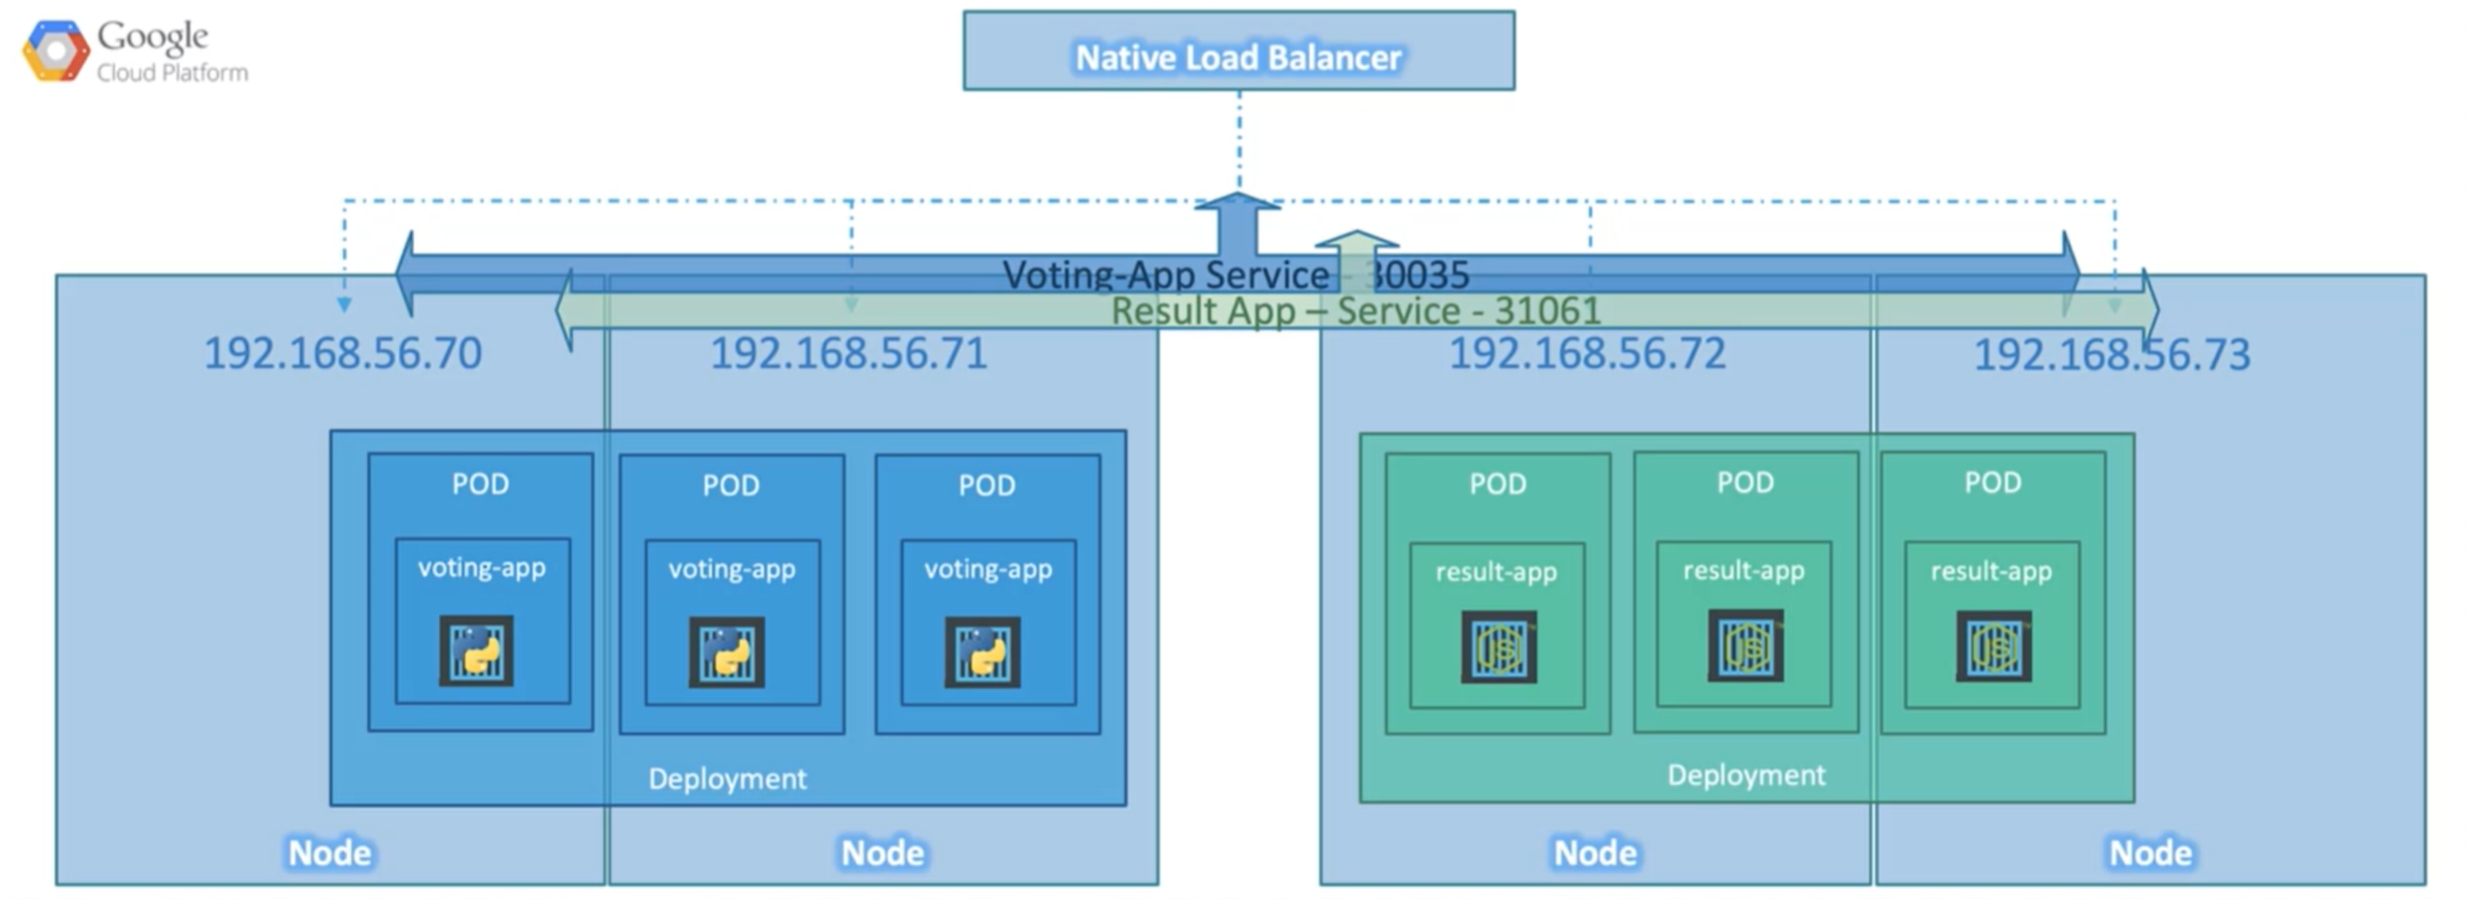 Google
Cloud Platform
Native Load Balancer
Voting-App Service - 30035
Result App – Service - 31061
192.168.56.70
192.168.56.71
192.168.56.72
192.168.56.73
POD
POD
POD
voting-app
voting-app
voting-app
Deployment
POD
POD
POD
result-app
result-app
result-app
Deployment
Node
Node
Node
Node